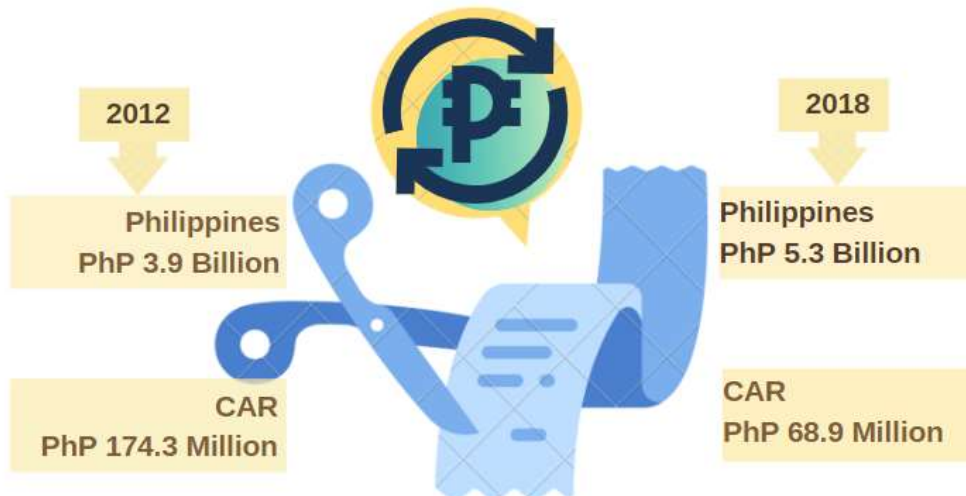 2012
Philippines
PhP 3.9 Billion
CAR
PhP 174.3 Million
2018
Philippines
PhP 5.3 Billion
CAR
PhP 68.9 Million